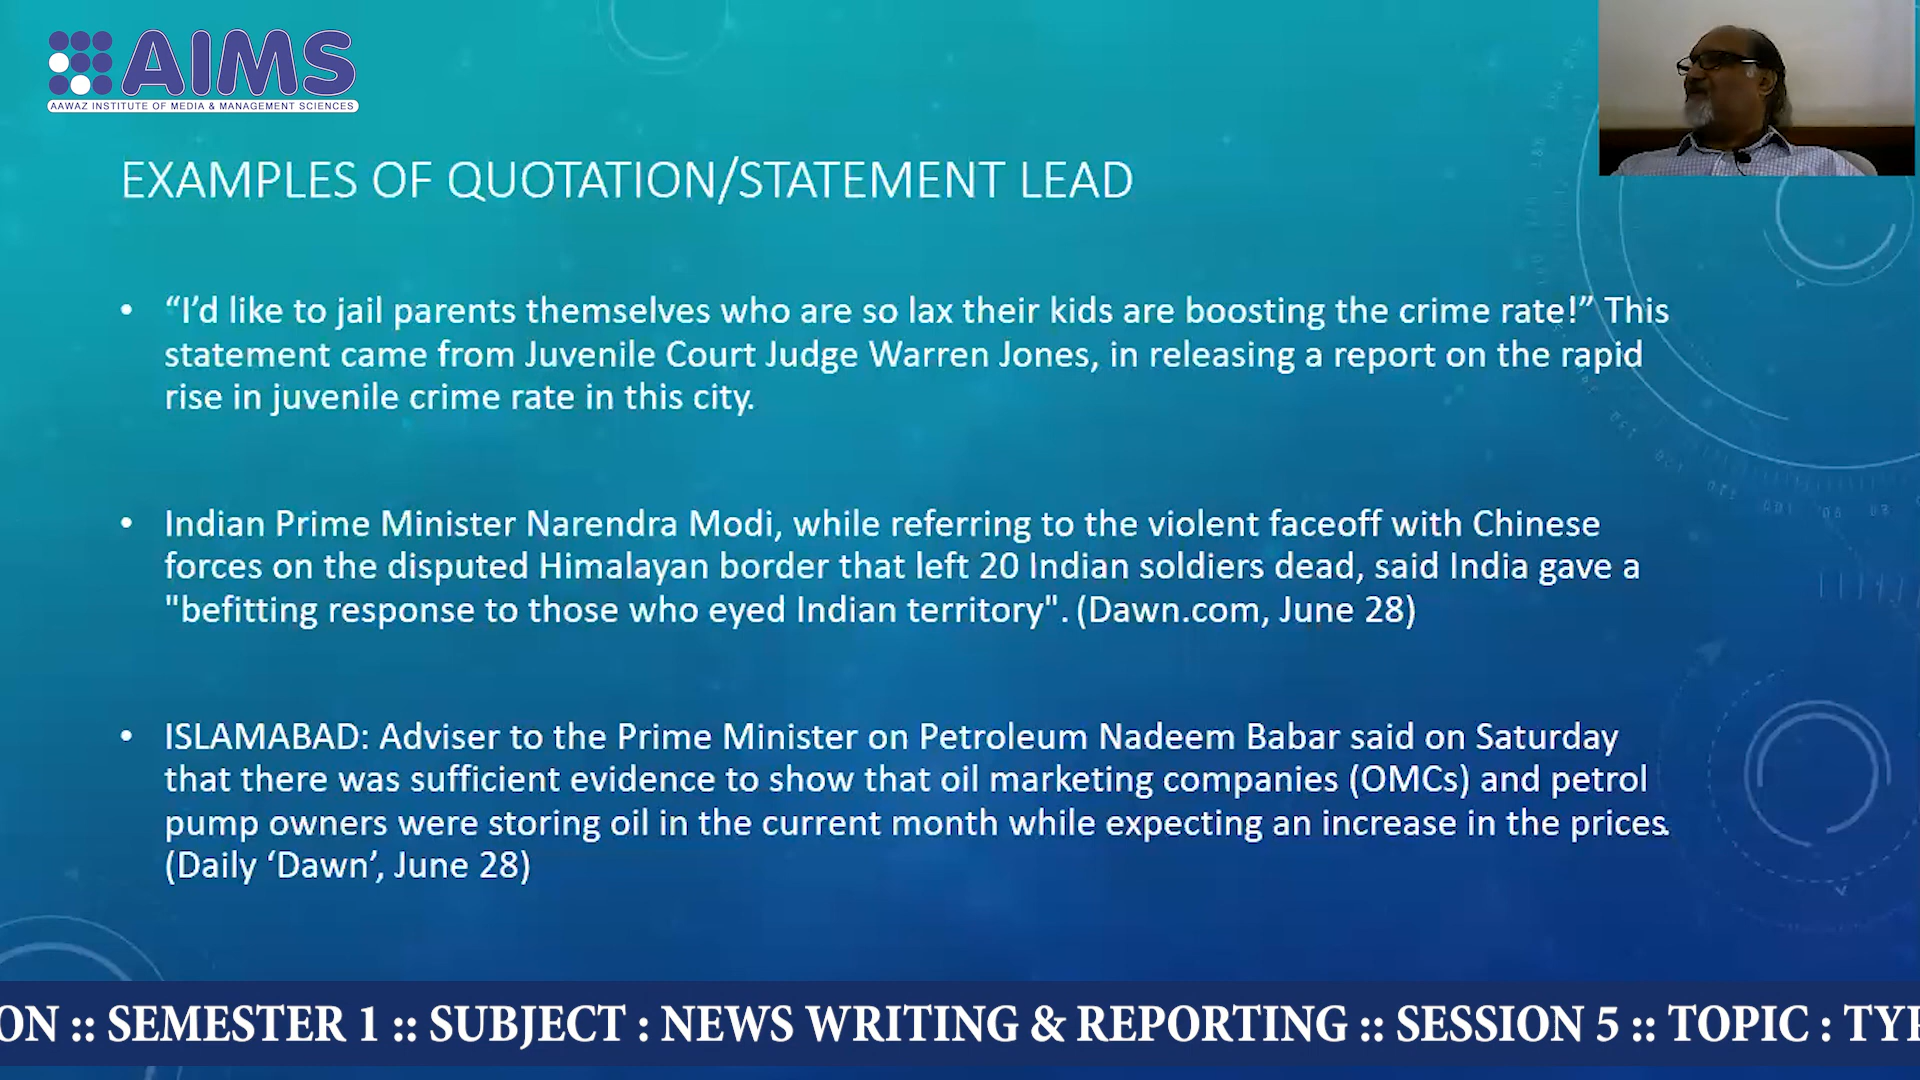 AIMS
AAWAZ INSTITUTE OF MEDIA & MANAGEMENT SCIENCES
EXAMPLES OF QUOTATION/STATEMENT LEAD
• “I’d like to jail parents themselves who are so lax their kids are boosting the crime rate!” This
statement came from Juvenile Court Judge Warren Jones, in releasing a report on the rapid
rise in juvenile crime rate in this city.
• Indian Prime Minister Narendra Modi, while referring to the violent faceoff with Chinese
forces on the disputed Himalayan border that left 20 Indian soldiers dead, said India gave a
"befitting response to those who eyed Indian territory". (Dawn.com, June 28)
• ISLAMABAD: Adviser to the Prime Minister on Petroleum Nadeem Babar said on Saturday
that there was sufficient evidence to show that oil marketing companies (OMCs) and petrol
pump owners were storing oil in the current month while expecting an increase in the prices.
(Daily ‘Dawn’, June 28)
ON :: SEMESTER 1 :: SUBJECT : NEWS WRITING & REPORTING :: SESSION 5 :: TOPIC : TYP